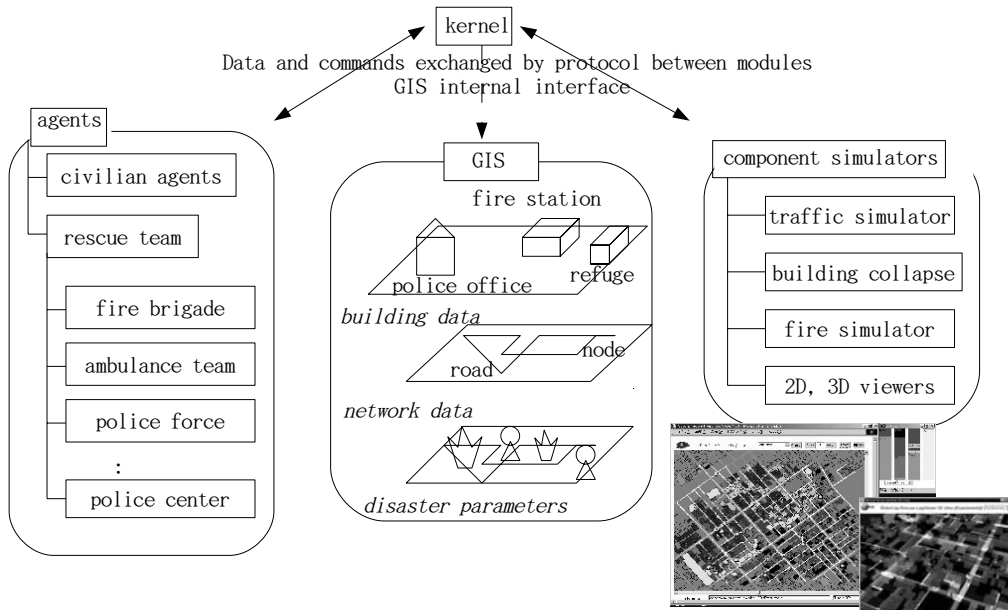 kernel
Data and commands exchanged by protocol between modules
GIS internal interface
agents
civilian agents
rescue team
fire brigade
ambulance team
police force
:
police center
GIS
fire station
police office
refuge
building data
node
road
network data
disaster parameters
component simulators
traffic simulator
building collapse
fire simulator
2D, 3D viewers